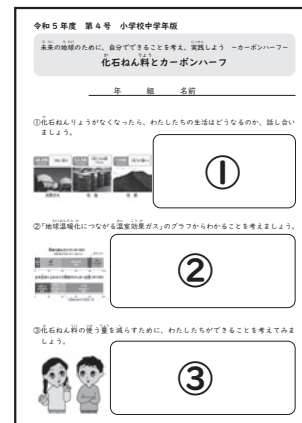 令和５年度 第４号 小学校中学年版
未来の地球のために、自分でできることを考え、実践しよう －カーボンハーフ－
化石ねん料とカーボンハーフ
年 組 名前
①化石ねんりょうがなくなったら、わたしたちの生活はどうなるのか、話し合い
ましょう。
①
②「地球温暖化につながる温室効果ガス」のグラフからわかることを考えましょう。
②
③化石ねん料の使う量を減らすために、わたしたちができることを考えてみま
しょう。
③